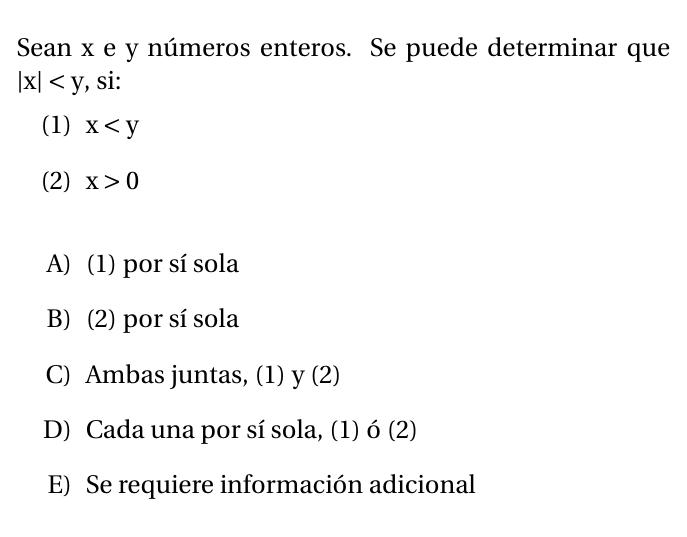 Sean x e y números enteros. Se puede determinar que
|x| < y, si:
(1) x < y
(2) x > 0
A) (1) por sí sola
B) (2) por sí sola
C) Ambas juntas, (1) y (2)
D) Cada una por sí sola, (1) ó (2)
E) Se requiere información adicional